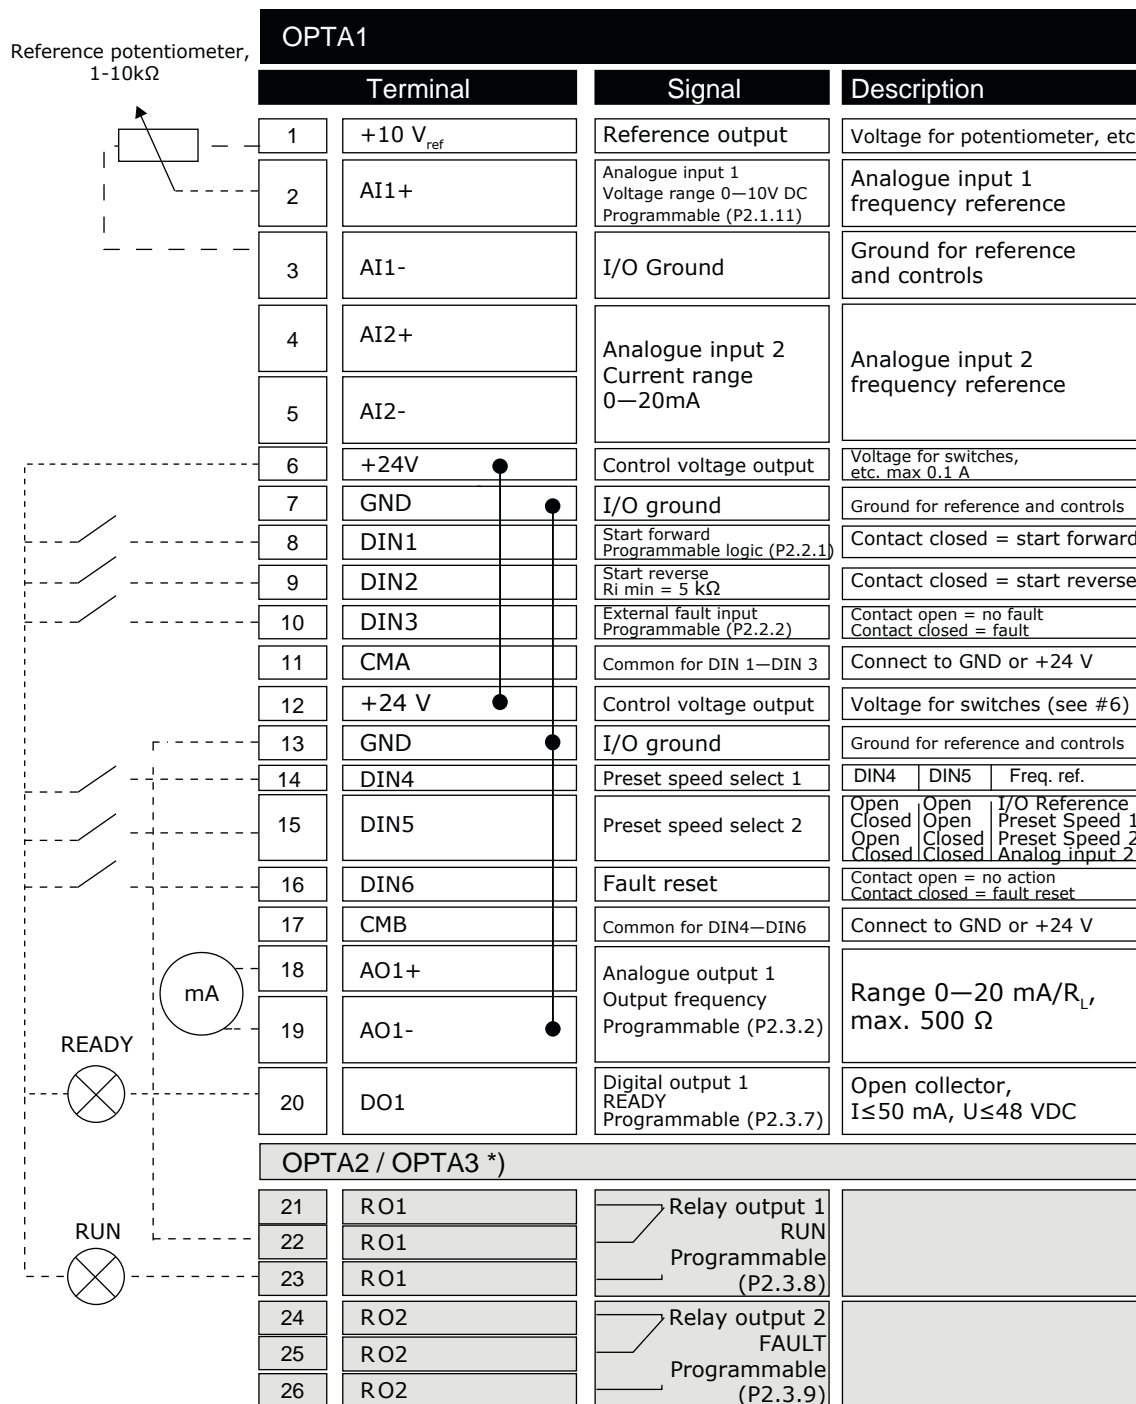 Reference potentiometer,
1-10kΩ
OPTA1
Terminal Signal Description
1 +10 Vref Reference output Voltage for potentiometer, etc
2 AI1+ Analogue input 1
Voltage range 0—10V DC
Programmable (P2.1.11)
Analogue input 1
frequency reference
3 AI1- I/O Ground Ground for reference
and controls
4 AI2+
5 AI2-
Analogue input 2
Current range
0—20mA
Analogue input 2
frequency reference
6 +24V Control voltage output Voltage for switches,
etc. max 0.1 A
7 GND I/O ground Ground for reference and controls
8 DIN1 Start forward
Programmable logic (P2.2.1)
Contact closed = start forward
9 DIN2 Start reverse
Ri min = 5 kΩ
Contact closed = start reverse
10 DIN3 External fault input
Programmable (P2.2.2)
Contact open = no fault
Contact closed = fault
11 CMA Common for DIN 1—DIN 3 Connect to GND or +24 V
12 +24 V Control voltage output Voltage for switches (see #6)
13 GND I/O ground Ground for reference and controls
14 DIN4 Preset speed select 1 DIN4 DIN5 Freq. ref.
15 DIN5 Preset speed select 2
Open Open I/O Reference
Closed Open Preset Speed 1
Open Closed Preset Speed 2
Closed Closed Analog input 2
16 DIN6 Fault reset Contact open = no action
Contact closed = fault reset
17 CMB Common for DIN4—DIN6 Connect to GND or +24 V
mA
18 AO1+
19 AO1-
Analogue output 1
Output frequency
Programmable (P2.3.2)
Range 0—20 mA/RL,
max. 500 Ω
READY
20 DO1 Digital output 1
READY
Programmable (P2.3.7)
Open collector,
I≤50 mA, U≤48 VDC
OPTA2 / OPTA3 *)
RUN
21 RO1
22 RO1
23 RO1
Relay output 1
RUN
Programmable
(P2.3.8)
24 RO2
25 RO2
26 RO2
Relay output 2
FAULT
Programmable
(P2.3.9)